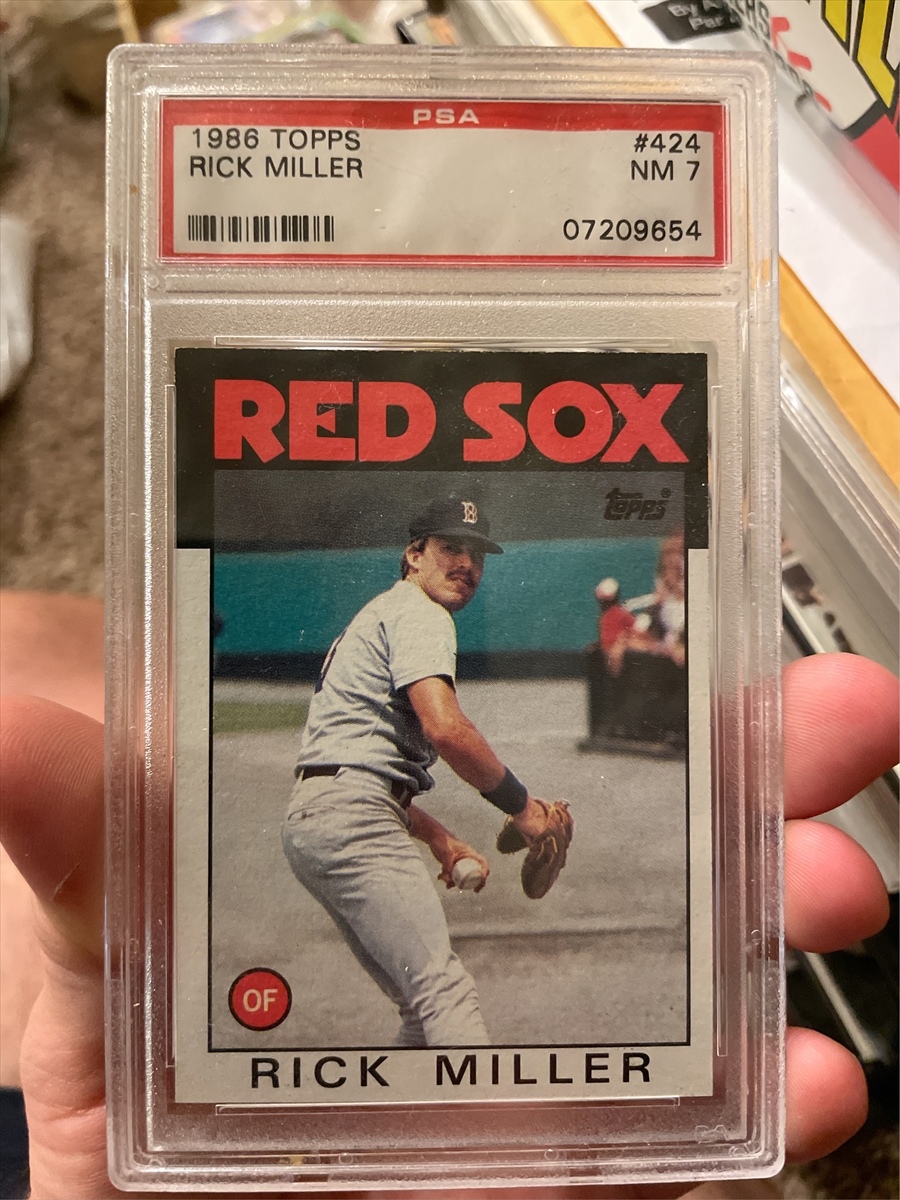 PSA
1986 TOPPS #424
RICK MILLER NM 7
07209654
RED SOX
topps®
B
OF
RICK MILLER